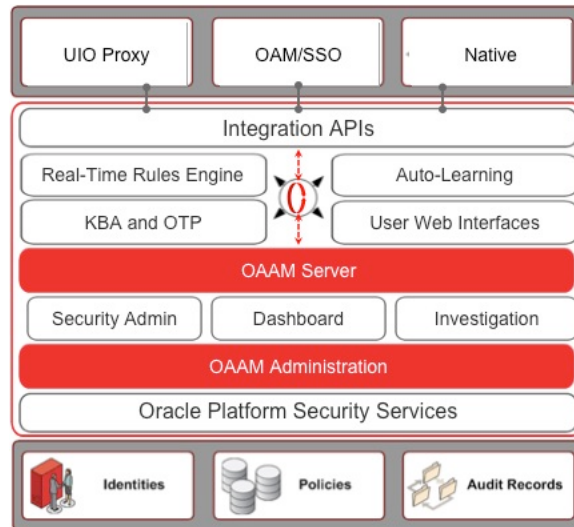 UIO Proxy
OAM/SSO
Native
Integration APIs
Real-Time Rules Engine
Auto-Learning
KBA and OTP
User Web Interfaces
OAAM Server
Security Admin
Dashboard
Investigation
OAAM Administration
Oracle Platform Security Services
Identities
Policies
Audit Records